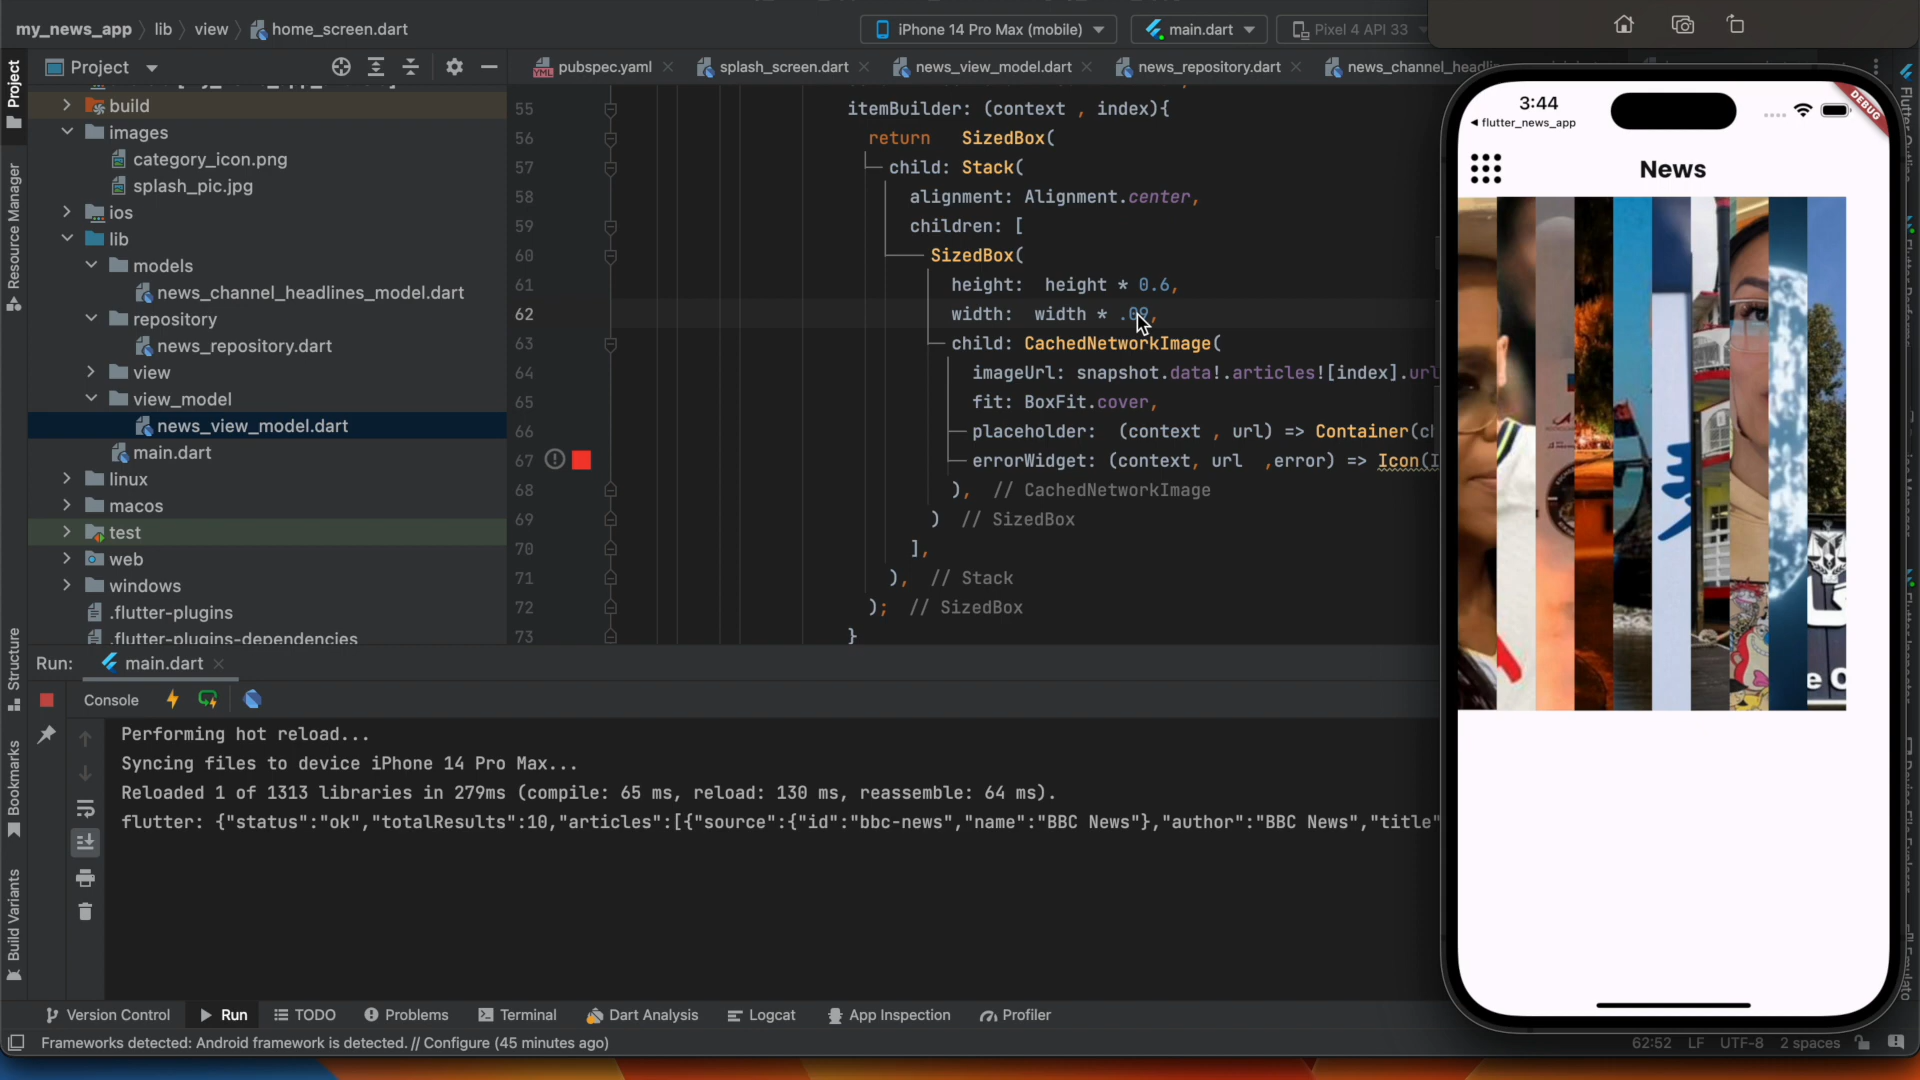 my_news_app lib view home_screen.dart
iPhone 14 Pro Max (mobile) main.dart Pixel 4 API 33
Project
pubspec.yaml splash_screen.dart news_view_model.dart news_repository.dart news_channel_headlin
build
images
category_icon.png
splash_pic.jpg
ios
lib
models
news_channel_headlines_model.dart
repository
news_repository.dart
view
view_model
news_view_model.dart
main.dart
linux
macos
test
web
windows
.flutter-plugins
.flutter-plugins-dependencies
Project
Resource Manager
Structure
Bookmarks
Build Variants
55 itemBuilder: (context , index){
56 return SizedBox(
57 child: Stack(
58 alignment: Alignment.center,
59 children: [
60 SizedBox(
61 height: height * 0.6,
62 width: width * .09,
63 child: CachedNetworkImage(
64 imageUrl: snapshot.data!.articles![index].url
65 fit: BoxFit.cover,
66 placeholder: (context , url) => Container(c
67 errorWidget: (context, url ,error) => Icon(I
68 ), // CachedNetworkImage
69 ) // SizedBox
70 ],
71 ), // Stack
72 ); // SizedBox
73 }
Run: main.dart
Console
Performing hot reload...
Syncing files to device iPhone 14 Pro Max...
Reloaded 1 of 1313 libraries in 279ms (compile: 65 ms, reload: 130 ms, reassemble: 64 ms).
flutter: {"status":"ok","totalResults":10,"articles":[{"source":{"id":"bbc-news","name":"BBC News"},"author":"BBC News","title"
Version Control Run TODO Problems Terminal Dart Analysis Logcat App Inspection Profiler
Frameworks detected: Android framework is detected. // Configure (45 minutes ago)
62:52 LF UTF-8 2 spaces
3:44
flutter_news_app
DEBUG
News
Flutter Outline